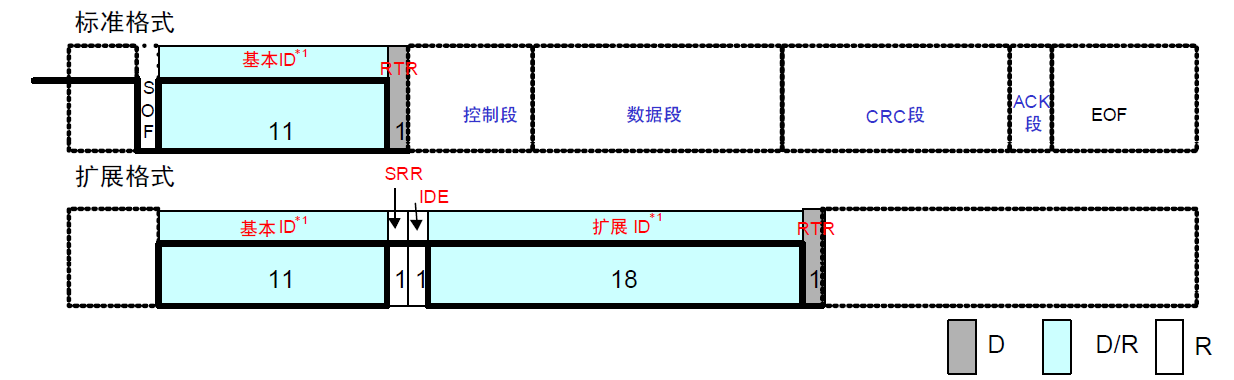 标准格式
基本ID*1
RTR
SOF
11
1
控制段
数据段
CRC段
ACK
段
EOF
扩展格式
SRR
IDE
基本ID*1
扩展 ID*1
RTR
11
1
1
18
1
D
D/R
R